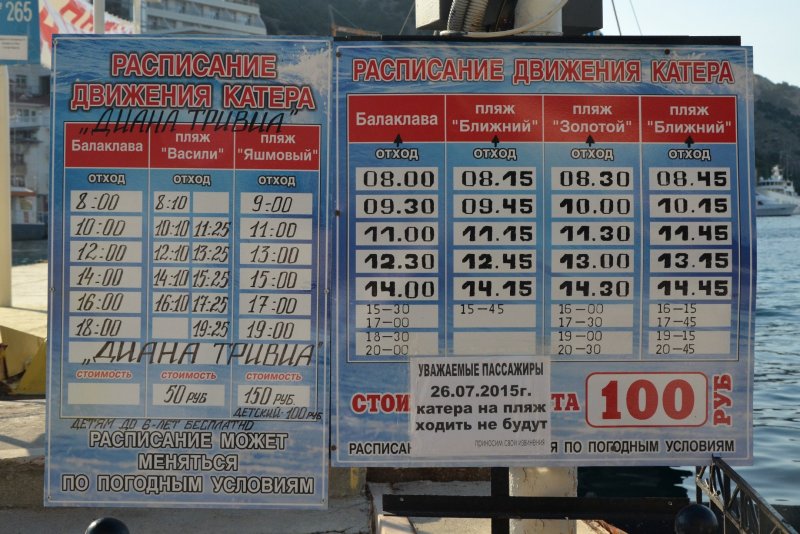 265
РАСПИСАНИЕ
ДВИЖЕНИЯ КАТЕРА
"ДИАНА ТРИВИА"
Балаклава пляж "Васили" пляж "Яшмовый"
ОТХОД ОТХОД ОТХОД
8:00 8:10 9:00
10:00 10:10 11:25 11:00
12:00 12:10 13:25 13:00
14:00 14:10 15:25 15:00
16:00 16:10 17:25 17:00
18:00 19:25 19:00
"ДИАНА ТРИВИА"
СТОИМОСТЬ СТОИМОСТЬ СТОИМОСТЬ
50 РУБ 150 РУБ
ДЕТСКИЙ-100 РУБ
ДЕТЯМ ДО 6-ЛЕТ БЕСПЛАТНО
РАСПИСАНИЕ МОЖЕТ
МЕНЯТЬСЯ
ПО ПОГОДНЫМ УСЛОВИЯМ
РАСПИСАНИЕ ДВИЖЕНИЯ КАТЕРА
Балаклава пляж "Ближний" пляж "Золотой" пляж "Ближний"
ОТХОД ОТХОД ОТХОД ОТХОД
08.00 08.15 08.30 08.45
09.30 09.45 10.00 10.15
11.00 11.15 11.30 11.45
12.30 12.45 13.00 13.15
14.00 14.15 14.30 14.45
15-30 15-45 16-00 16-15
17-00 17-30 17-45
18-30 19-00 19-15
20-00 20-30 20-45
УВАЖАЕМЫЕ ПАССАЖИРЫ
26.07.2015г.
катера на пляж
ходить не будут
приносим свои извинения
СТО ТА 100 РУБ
РАСПИСАН Я ПО ПОГОДНЫМ УСЛОВИЯМ